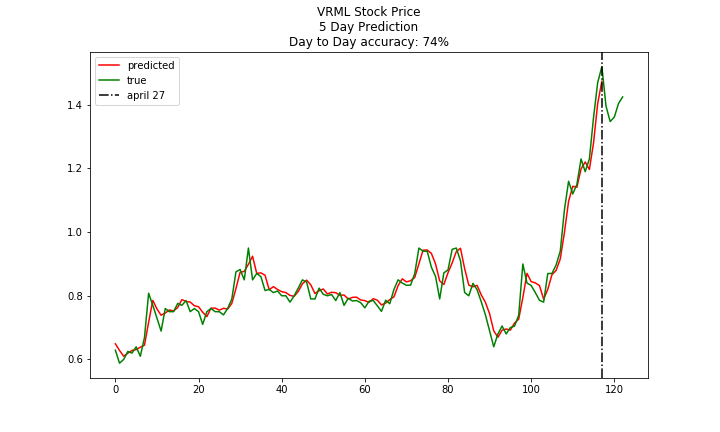 VRML Stock Price
5 Day Prediction
Day to Day accuracy: 74%
predicted
true
april 27
1.4
1.2
1.0
0.8
0.6
0 20 40 60 80 100 120